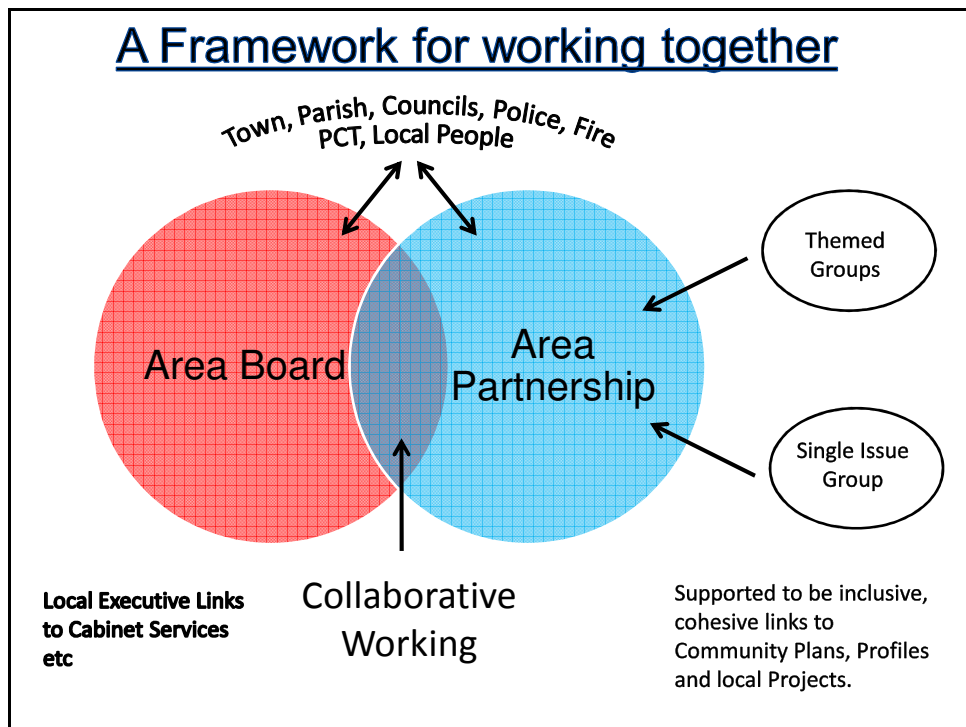 A Framework for working together
Town, Parish, Councils, Police, Fire
PCT, Local People
Themed
Groups
Area Board
Area
Partnership
Single Issue
Group
Collaborative
Working
Local Executive Links
to Cabinet Services
etc
Supported to be inclusive,
cohesive links to
Community Plans, Profiles
and local Projects.